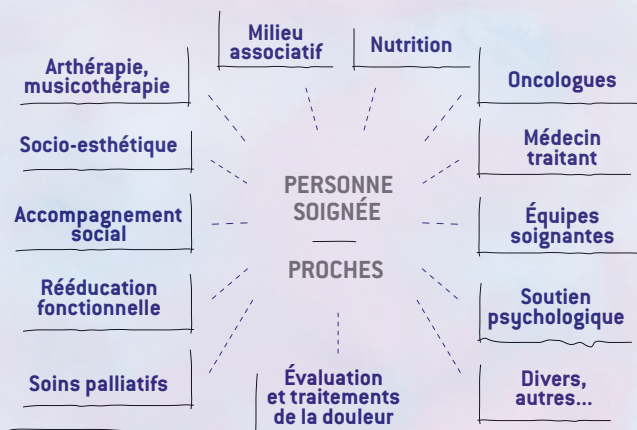 Milieu
associatif
Nutrition
Arthérapie,
musicothérapie
Oncologues
Socio-esthétique
Médecin
traitant
PERSONNE
SOIGNÉE
PROCHES
Accompagnement
social
Équipes
soignantes
Rééducation
fonctionnelle
Soutien
psychologique
Soins palliatifs
Évaluation
et traitements
de la douleur
Divers,
autres...